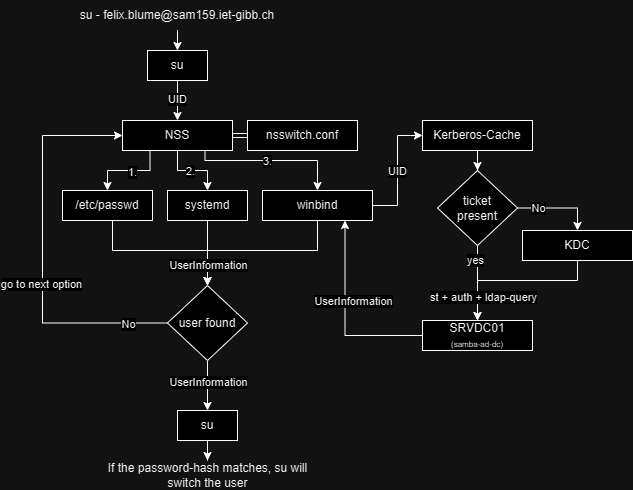 su - felix.blume@sam159.iet-gibb.ch
su
UID
NSS
nsswitch.conf
Kerberos-Cache
1.
2.
3.
UID
/etc/passwd
systemd
winbind
ticket
present
No
KDC
yes
UserInformation
go to next option
st + auth + ldap-query
UserInformation
No
user found
SRVDC01
(samba-ad-dc)
UserInformation
su
If the password-hash matches, su will
switch the user